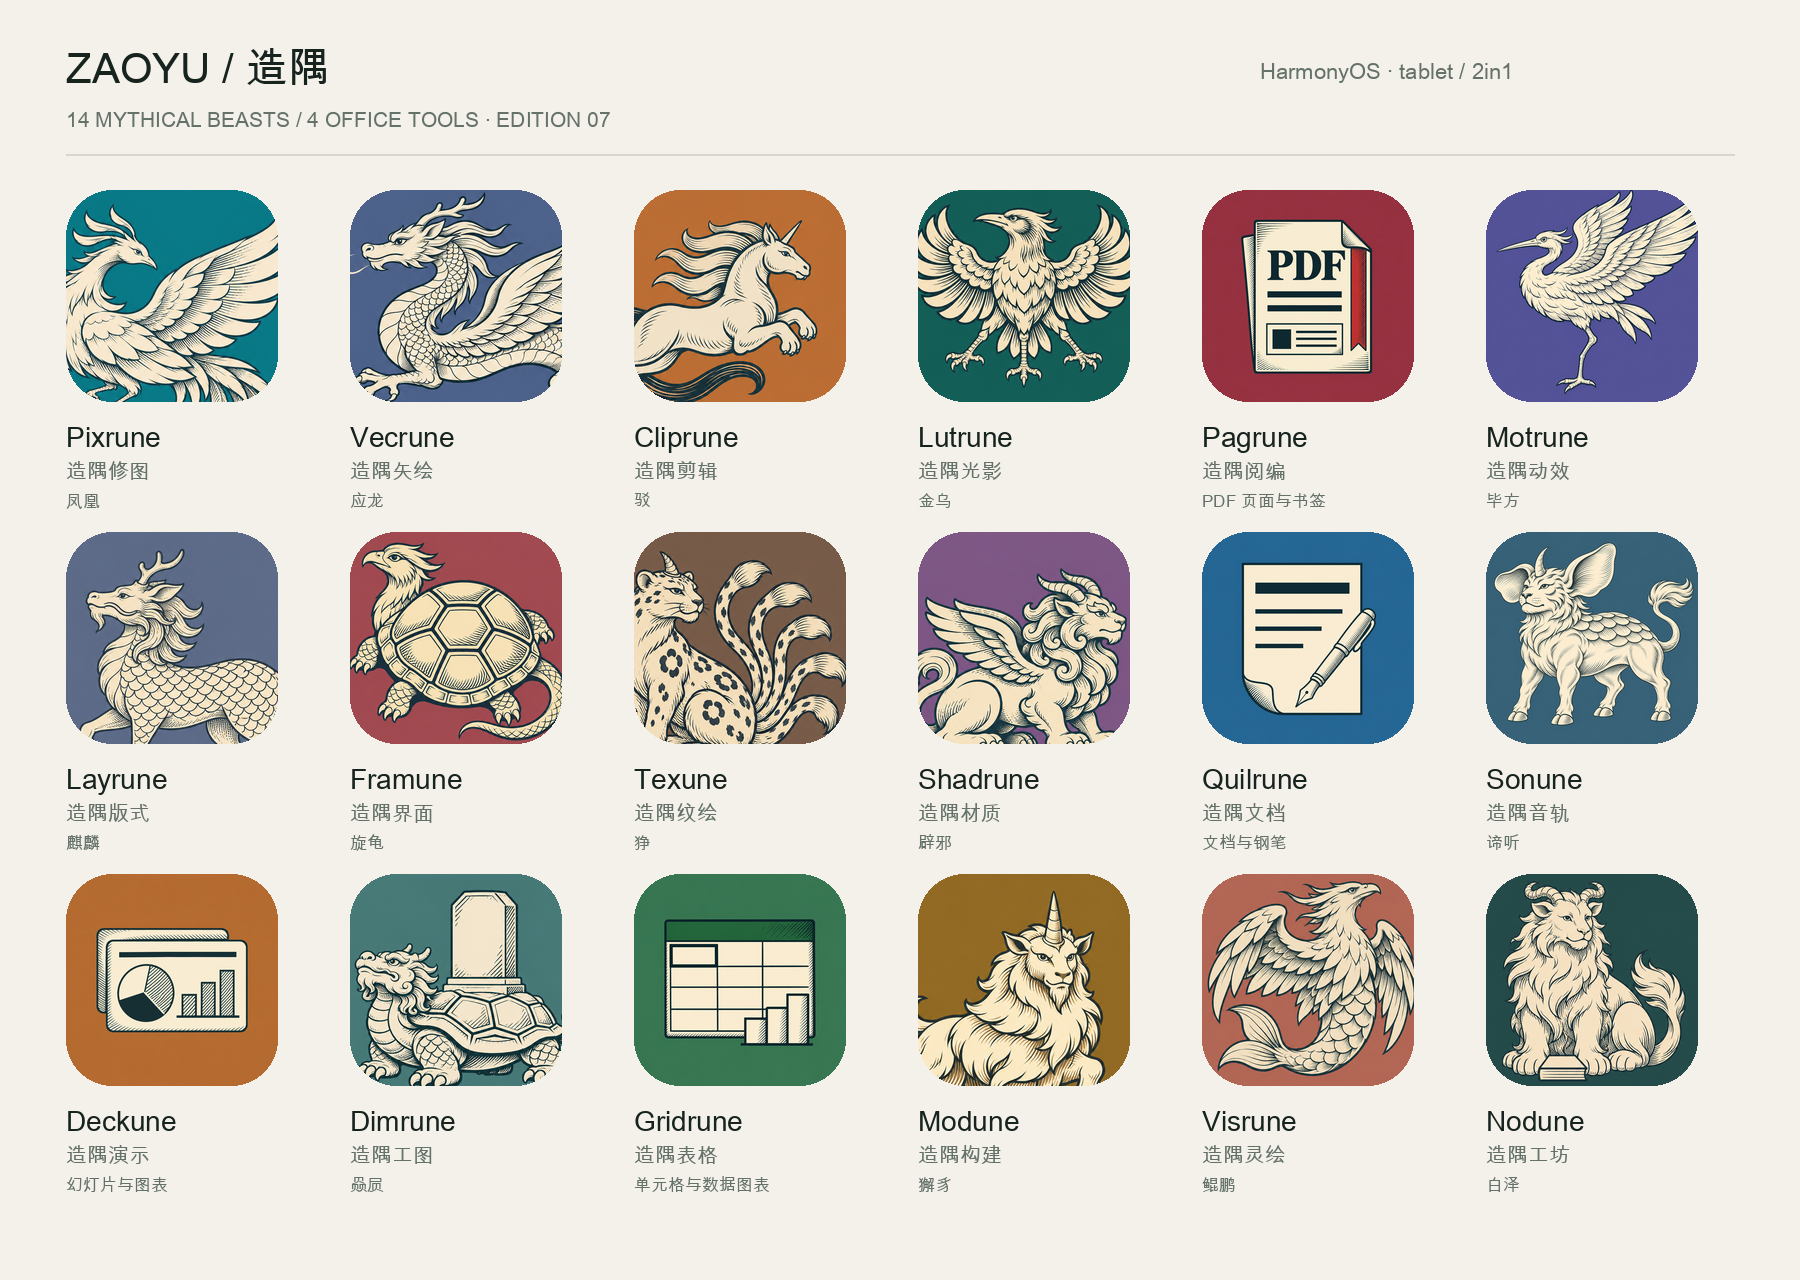 ZAOYU / 造隅
HarmonyOS · tablet / 2in1
14 MYTHICAL BEASTS / 4 OFFICE TOOLS · EDITION 07
PDF
Pixrune
造隅修图
凤凰
Vecrune
造隅矢绘
应龙
Cliprune
造隅剪辑
驳
Lutrune
造隅光影
金乌
Pagrune
造隅阅编
PDF 页面与书签
Motrune
造隅动效
毕方
Layrune
造隅版式
麒麟
Framune
造隅界面
旋龟
Texune
造隅纹绘
狰
Shadrune
造隅材质
辟邪
Quilrune
造隅文档
文档与钢笔
Sonune
造隅音轨
谛听
Deckune
造隅演示
幻灯片与图表
Dimrune
造隅工图
赑屃
Gridrune
造隅表格
单元格与数据图表
Modune
造隅构建
獬豸
Visrune
造隅灵绘
鲲鹏
Nodune
造隅工坊
白泽